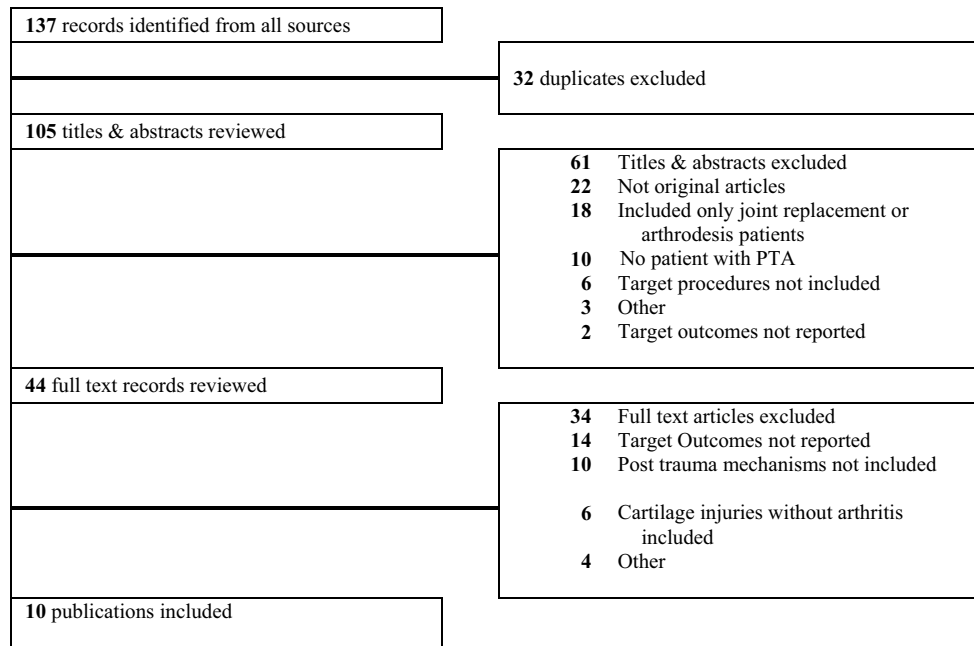 137 records identified from all sources
32 duplicates excluded
105 titles & abstracts reviewed
61 Titles & abstracts excluded
22 Not original articles
18 Included only joint replacement or
arthrodesis patients
10 No patient with PTA
6 Target procedures not included
3 Other
2 Target outcomes not reported
44 full text records reviewed
34 Full text articles excluded
14 Target Outcomes not reported
10 Post trauma mechanisms not included
6 Cartilage injuries without arthritis
included
4 Other
10 publications included